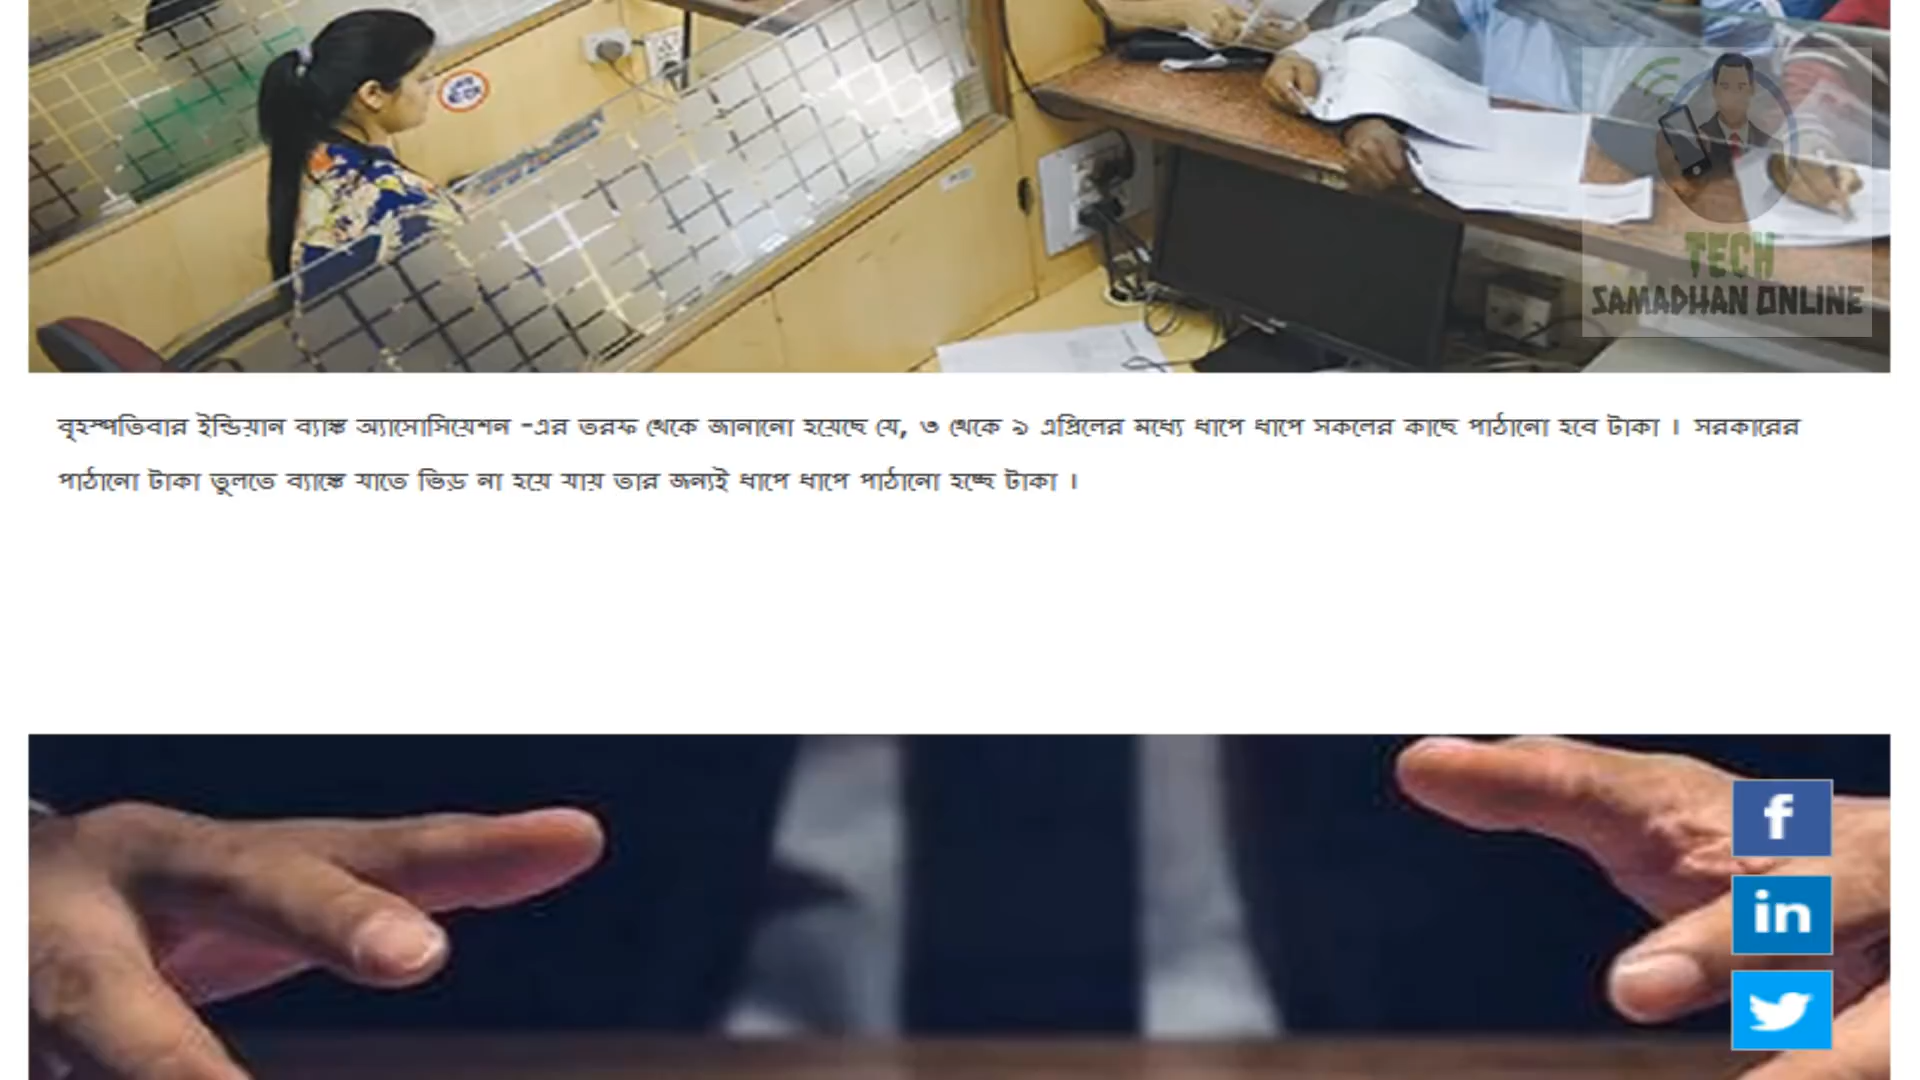 TECH
SAMADHAN ONLINE
বৃহস্পতিবার ইন্ডিয়ান ব্যাঙ্ক অ্যাসোসিয়েশন -এর তরফ থেকে জানানো হয়েছে যে, ৩ থেকে ৯ এপ্রিলের মধ্যে ধাপে ধাপে সকলের কাছে পাঠানো হবে টাকা । সরকারের
পাঠানো টাকা তুলতে ব্যাঙ্কে যাতে ভিড় না হয়ে যায় তার জন্যই ধাপে ধাপে পাঠানো হচ্ছে টাকা ।
f
in